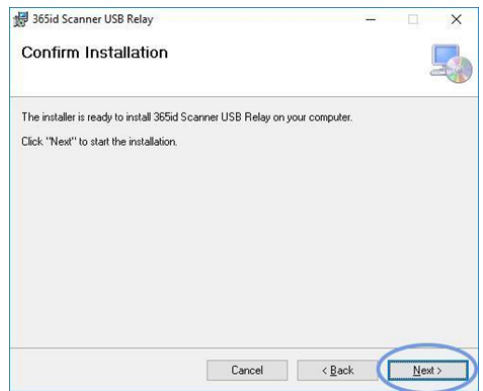 365id Scanner USB Relay
Confirm Installation
The installer is ready to install 365id Scanner USB Relay on your computer.
Click "Next" to start the installation.
Cancel
< Back
Next >